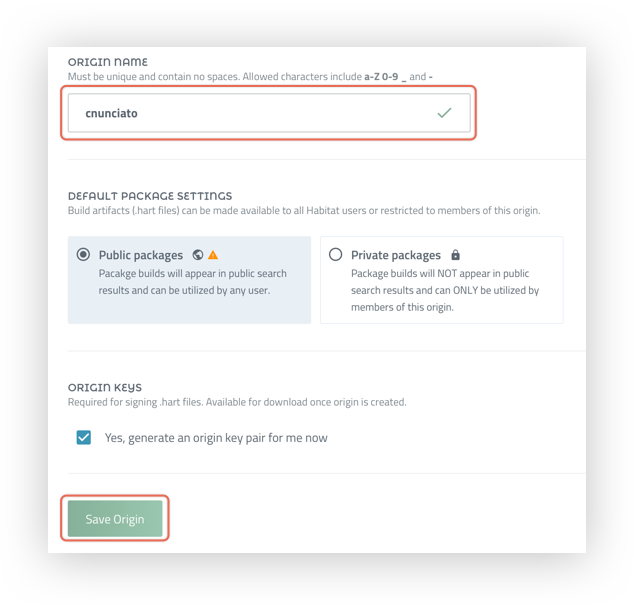 ORIGIN NAME
Must be unique and contain no spaces. Allowed characters include a-Z 0-9 _ and -
cnunciato
DEFAULT PACKAGE SETTINGS
Build artifacts (.hart files) can be made available to all Habitat users or restricted to members of this origin.
Public packages
Pacakge builds will appear in public search
results and can be utilized by any user.
Private packages
Package builds will NOT appear in public
search results and can ONLY be utilized by
members of this origin.
ORIGIN KEYS
Required for signing .hart files. Available for download once origin is created.
Yes, generate an origin key pair for me now
Save Origin